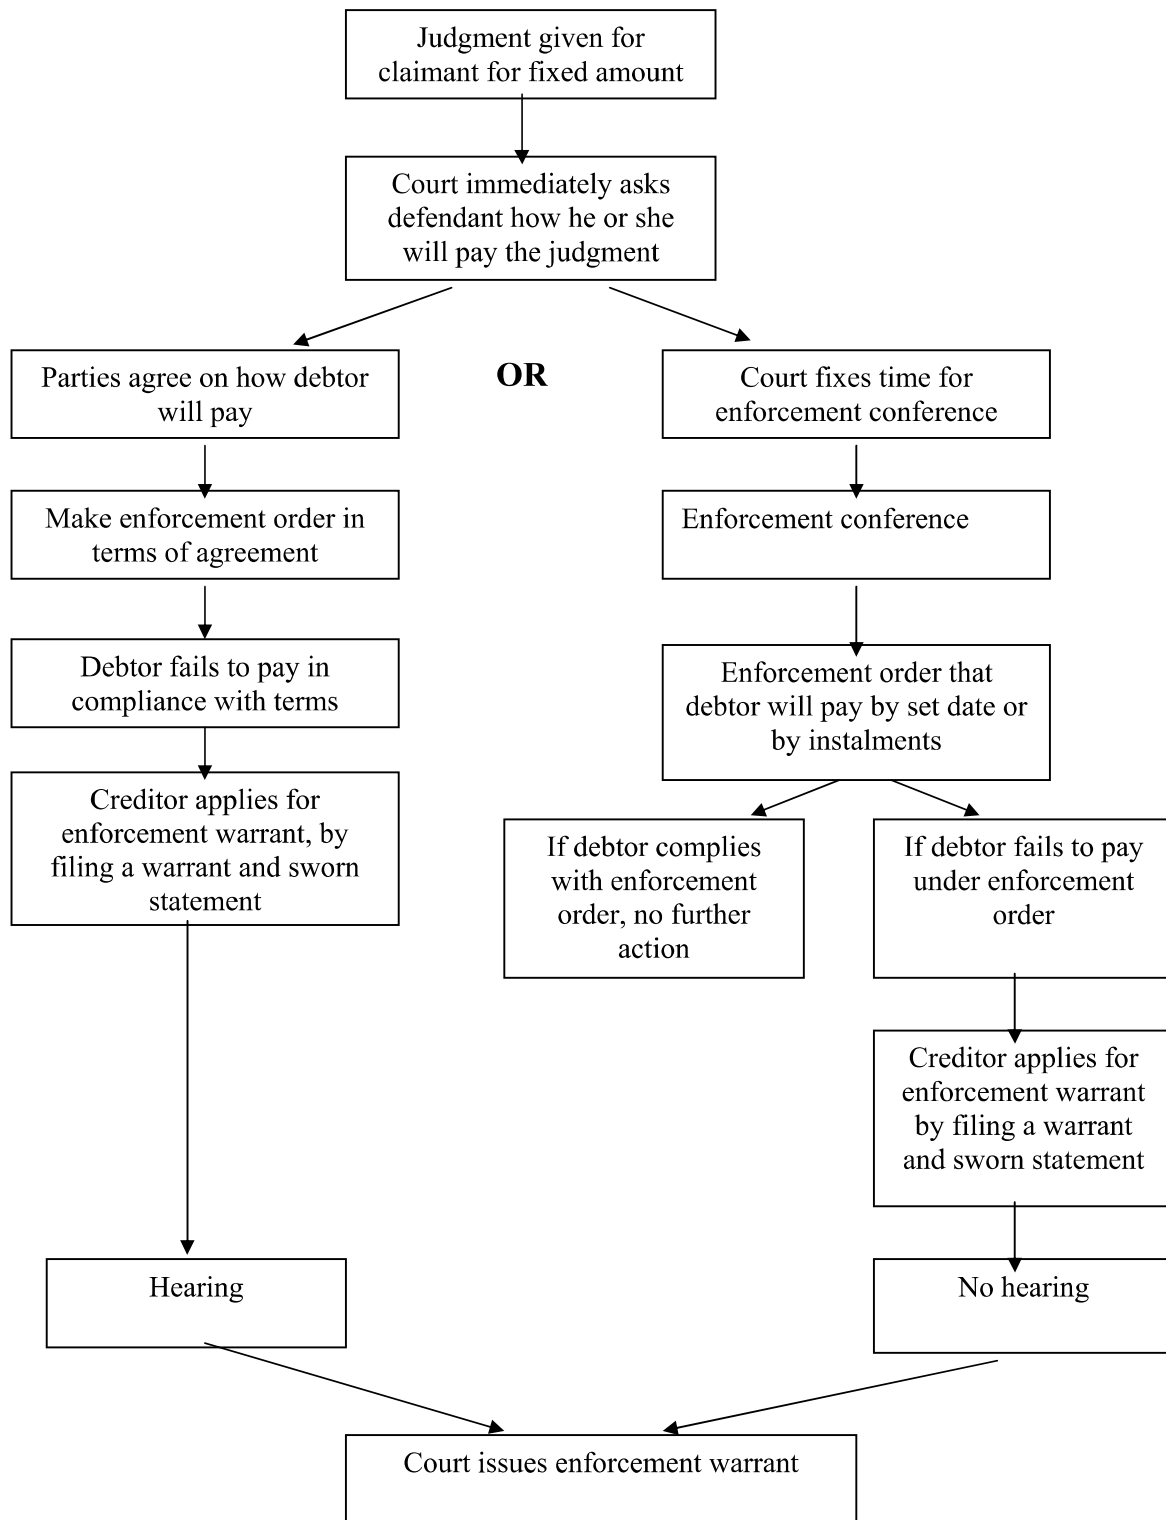 Judgment given for
claimant for fixed amount
Court immediately asks
defendant how he or she
will pay the judgment
Parties agree on how debtor
will pay
OR
Court fixes time for
enforcement conference
Make enforcement order in
terms of agreement
Enforcement conference
Debtor fails to pay in
compliance with terms
Enforcement order that
debtor will pay by set date or
by instalments
Creditor applies for
enforcement warrant, by
filing a warrant and sworn
statement
If debtor complies
with enforcement
order, no further
action
If debtor fails to pay
under enforcement
order
Creditor applies for
enforcement warrant
by filing a warrant
and sworn statement
Hearing
No hearing
Court issues enforcement warrant